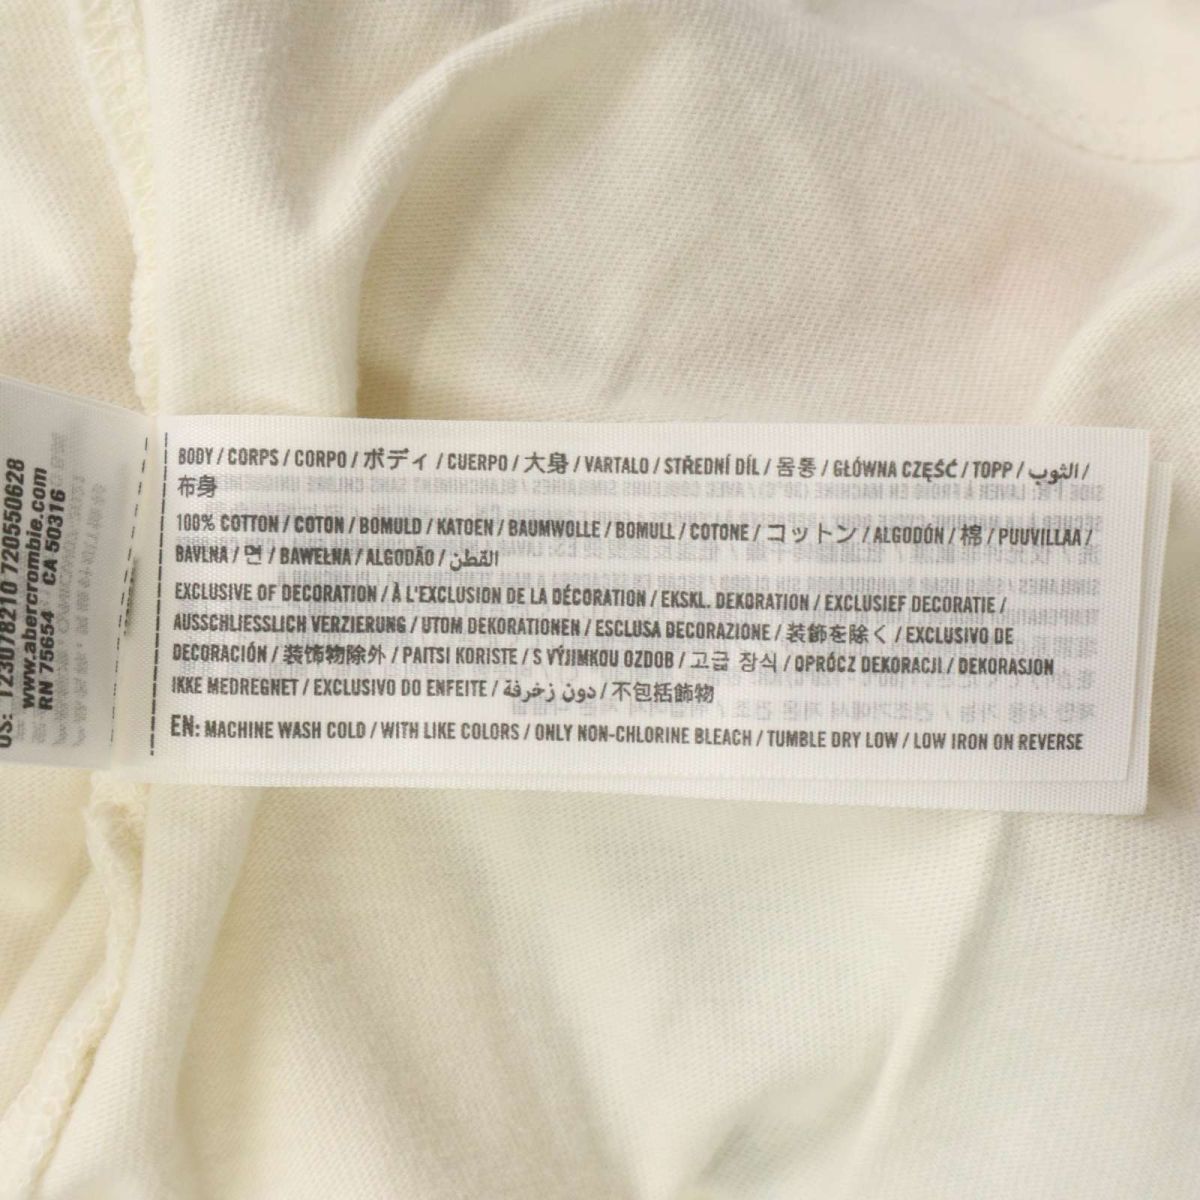 US: 123078210 720550628
www.abercrombie.com
RN 75654 CA 50316
BODY / CORPS / CORPO / ボディ / CUERPO / 大身 / VARTALO / STŘEDNÍ DÍL / 몸통 / GŁÓWNA CZĘŚĆ / TOPP / الثوب /
布身
100% COTTON / COTON / BOMULD / KATOEN / BAUMWOLLE / BOMULL / COTONE / コットン / ALGODÓN / 棉 / PUUVILLAA /
BAVLNA / 면 / BAWEŁNA / ALGODÃO / القطن
EXCLUSIVE OF DECORATION / À L'EXCLUSION DE LA DÉCORATION / EKSKL. DEKORATION / EXCLUSIEF DECORATIE /
AUSSCHLIESSLICH VERZIERUNG / UTOM DEKORATIONEN / ESCLUSA DECORAZIONE / 装飾を除く / EXCLUSIVO DE
DECORACIÓN / 装饰物除外 / PAITSI KORISTE / S VÝJIMKOU OZDOB / 고급 장식 / OPRÓCZ DEKORACJI / DEKORASJON
IKKE MEDREGNET / EXCLUSIVO DO ENFEITE / دون زخرفة / 不包括飾物
EN: MACHINE WASH COLD / WITH LIKE COLORS / ONLY NON-CHLORINE BLEACH / TUMBLE DRY LOW / LOW IRON ON REVERSE